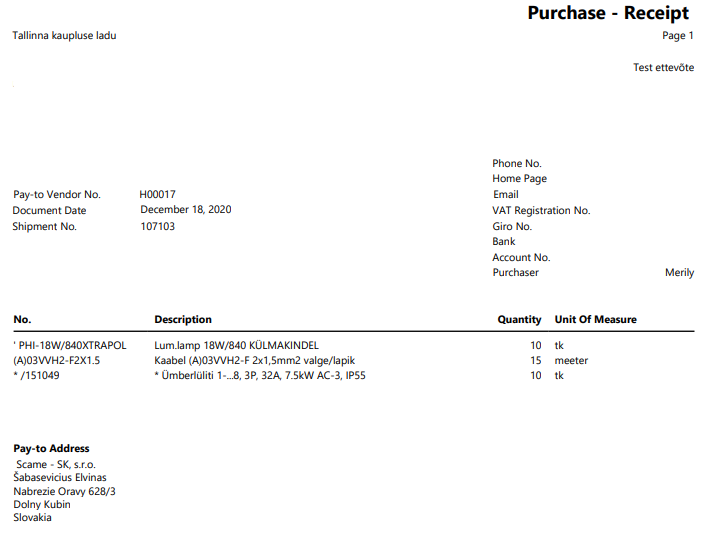 Purchase - Receipt
Tallinna kaupluse ladu Page 1
Test ettevõte
Phone No.
Home Page
Pay-to Vendor No. H00017 Email
Document Date December 18, 2020 VAT Registration No.
Shipment No. 107103 Giro No.
Bank
Account No.
Purchaser Merily
No. Description Quantity Unit Of Measure
' PHI-18W/840XTRAPOL Lum.lamp 18W/840 KÜLMAKINDEL 10 tk
(A)03VVH2-F2X1.5 Kaabel (A)03VVH2-F 2x1,5mm2 valge/lapik 15 meeter
* /151049 * Ümberlüliti 1-...8, 3P, 32A, 7.5kW AC-3, IP55 10 tk
Pay-to Address
Scame - SK, s.r.o.
Šabasevicius Elvinas
Nabrezie Oravy 628/3
Dolny Kubin
Slovakia